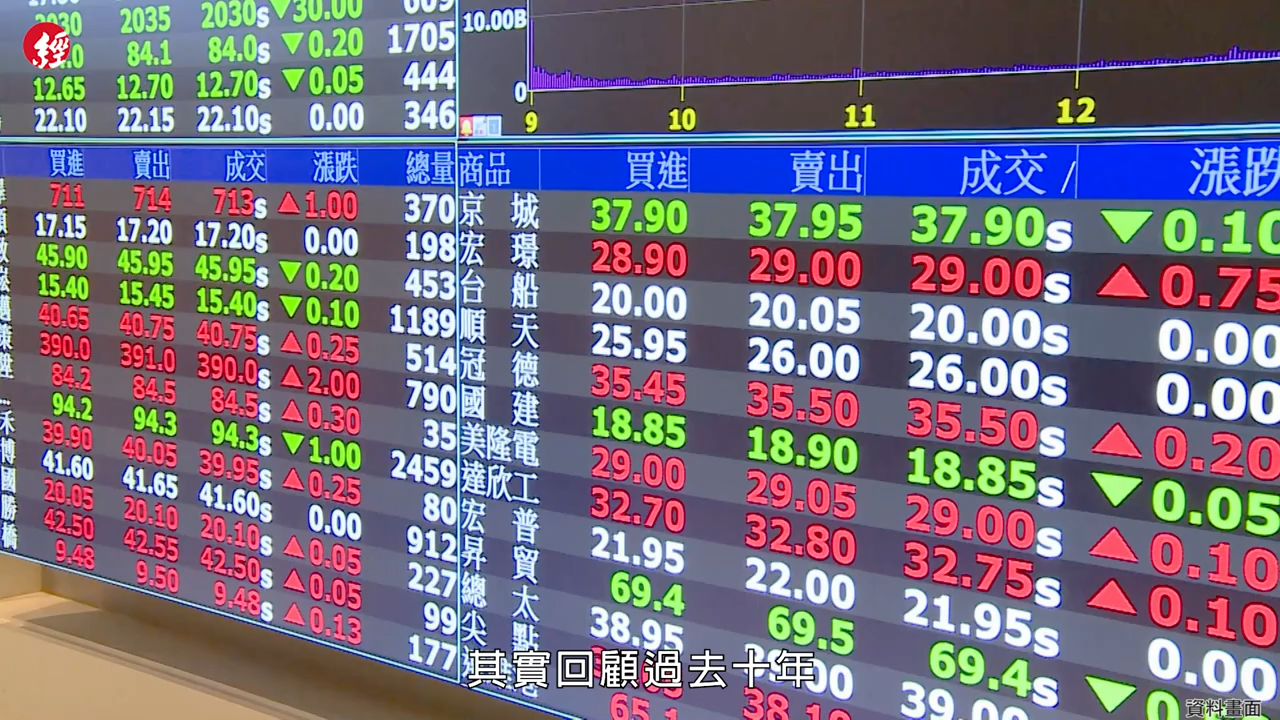 經
2030 2035 2030s ▼30.00 609
84.1 84.0s ▼0.20 1705
12.65 12.70 12.70s ▼0.05 444
22.10 22.15 22.10s 0.00 346
10.00B
0
9 10 11 12
買進 賣出 成交 漲跌 總量
711 714 713s ▲1.00 370
17.15 17.20 17.20s 0.00 198
45.90 45.95 45.95s ▼0.20 453
15.40 15.45 15.40s ▼0.10 1189
40.65 40.75 40.75s ▲0.25 514
390.0 391.0 390.0s ▲2.00 790
84.2 84.5 84.5s ▲0.30 35
94.2 94.3 94.3s ▼1.00 2459
39.90 40.05 39.95s ▲0.25 80
41.60 41.65 41.60s 0.00 912
20.05 20.10 20.10s ▲0.05 227
42.50 42.55 42.50s ▲0.05 99
9.48 9.50 9.48s ▲0.13 177
商品 買進 賣出 成交 / 漲跌
京城 37.90 37.95 37.90s ▼0.10
宏璟 28.90 29.00 29.00s ▲0.75
台船 20.00 20.05 20.00s 0.00
順天 25.95 26.00 26.00s 0.00
冠德 35.45 35.50 35.50s ▲0.20
國建 18.85 18.90 18.85s ▼0.05
美隆電 29.00 29.05 29.00s ▲0.10
達欣工 32.70 32.80 32.75s ▲0.10
宏普 21.95 22.00 21.95s 0.00
昇貿 69.4 69.5 69.4s ▼0.
總太 38.95 39.00
尖點
其實回顧過去十年
資料畫面